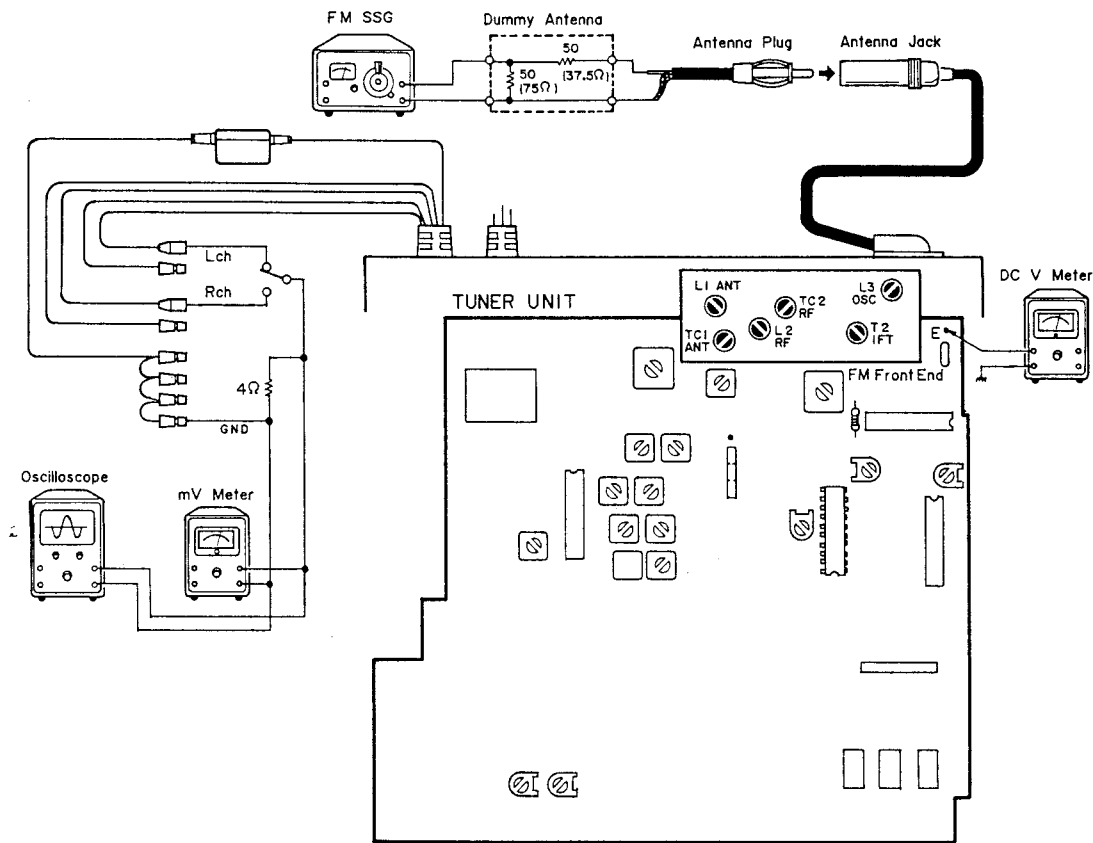 FM SSG
Dummy Antenna
50
(37.5Ω)
50
(75Ω)
Antenna Plug
Antenna Jack
Lch
Rch
4Ω
GND
Oscilloscope
mV Meter
TUNER UNIT
L1 ANT
TC2
RF
L3
OSC
TC1
ANT
L2
RF
T2
IFT
E
FM Front End
DC V Meter